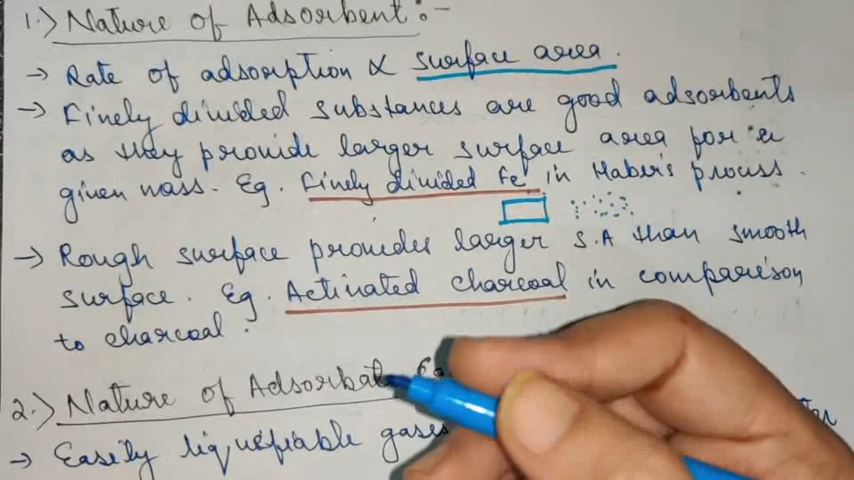 1.) Nature of Adsorbent :-
→ Rate of adsorption ∝ surface area.
→ Finely divided substances are good adsorbents
as they provide larger surface area for a
given mass. Eg. Finely divided Fe in Haber's process.
→ Rough surface provides larger S.A than smooth
surface. Eg. Activated charcoal in comparison
to charcoal.
2.) Nature of Adsorbate
→ Easily liquefiable gases